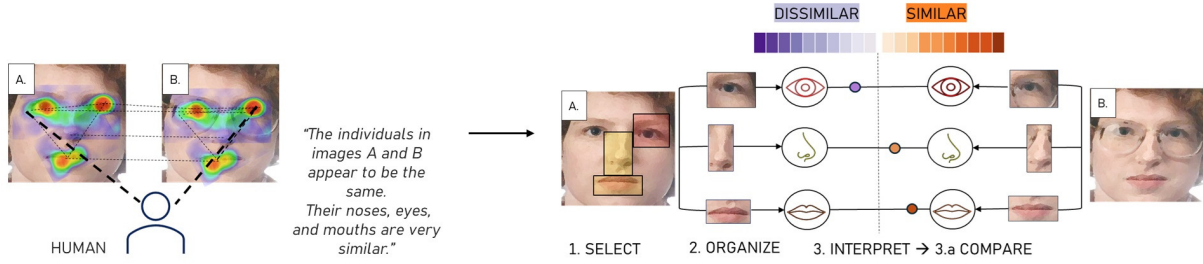 A.
B.
HUMAN
"The individuals in
images A and B
appear to be the
same.
Their noses, eyes,
and mouths are very
similar."
DISSIMILAR
SIMILAR
A.
B.
1. SELECT
2. ORGANIZE
3. INTERPRET → 3.a COMPARE